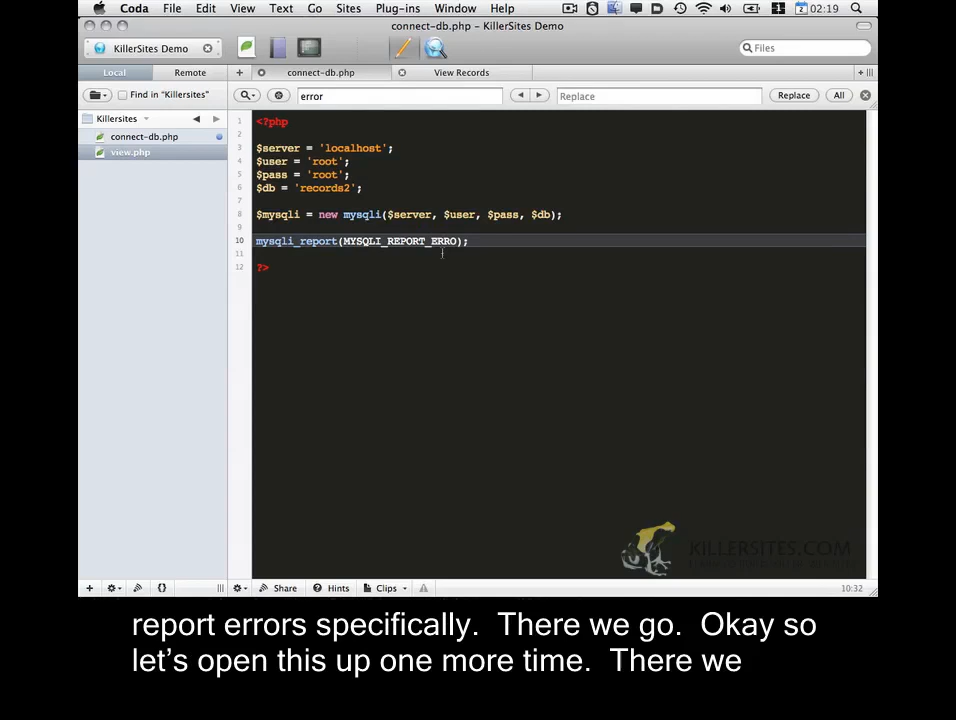 Coda File Edit View Text Go Sites Plug-ins Window Help 02:19
connect-db.php - KillerSites Demo
KillerSites Demo Files
Local Remote connect-db.php View Records
Find in "Killersites" error Replace Replace All
Killersites
connect-db.php
view.php
1 <?php
2
3 $server = 'localhost';
4 $user = 'root';
5 $pass = 'root';
6 $db = 'records2';
7
8 $mysqli = new mysqli($server, $user, $pass, $db);
9
10 mysqli_report(MYSQLI_REPORT_ERRO);
11
12 ?>
KILLERSITES.COM
Share Hints Clips 10:32
report errors specifically. There we go. Okay so
let's open this up one more time. There we